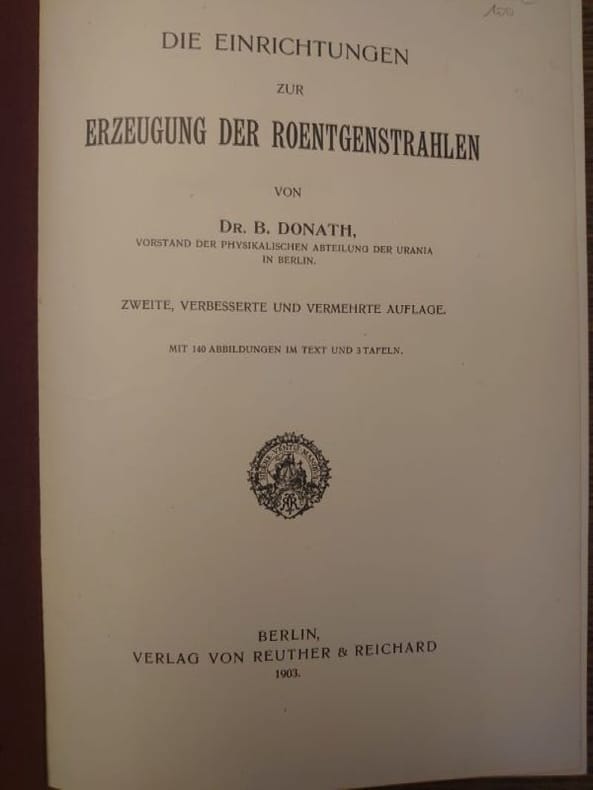 DIE EINRICHTUNGEN
ZUR
ERZEUGUNG DER ROENTGENSTRAHLEN
VON
DR. B. DONATH,
VORSTAND DER PHYSIKALISCHEN ABTEILUNG DER URANIA
IN BERLIN.
ZWEITE, VERBESSERTE UND VERMEHRTE AUFLAGE.
MIT 140 ABBILDUNGEN IM TEXT UND 3 TAFELN.
BERLIN,
VERLAG VON REUTHER & REICHARD
1903.